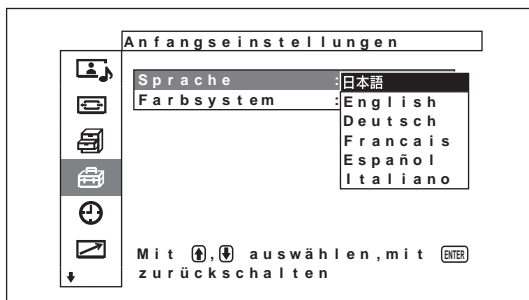 Anfangseinstellungen
Sprache :日本語
Farbsystem :English
Deutsch
Francais
Español
Italiano
Mit ⬆,⬇ auswählen,mit ENTER
zurückschalten